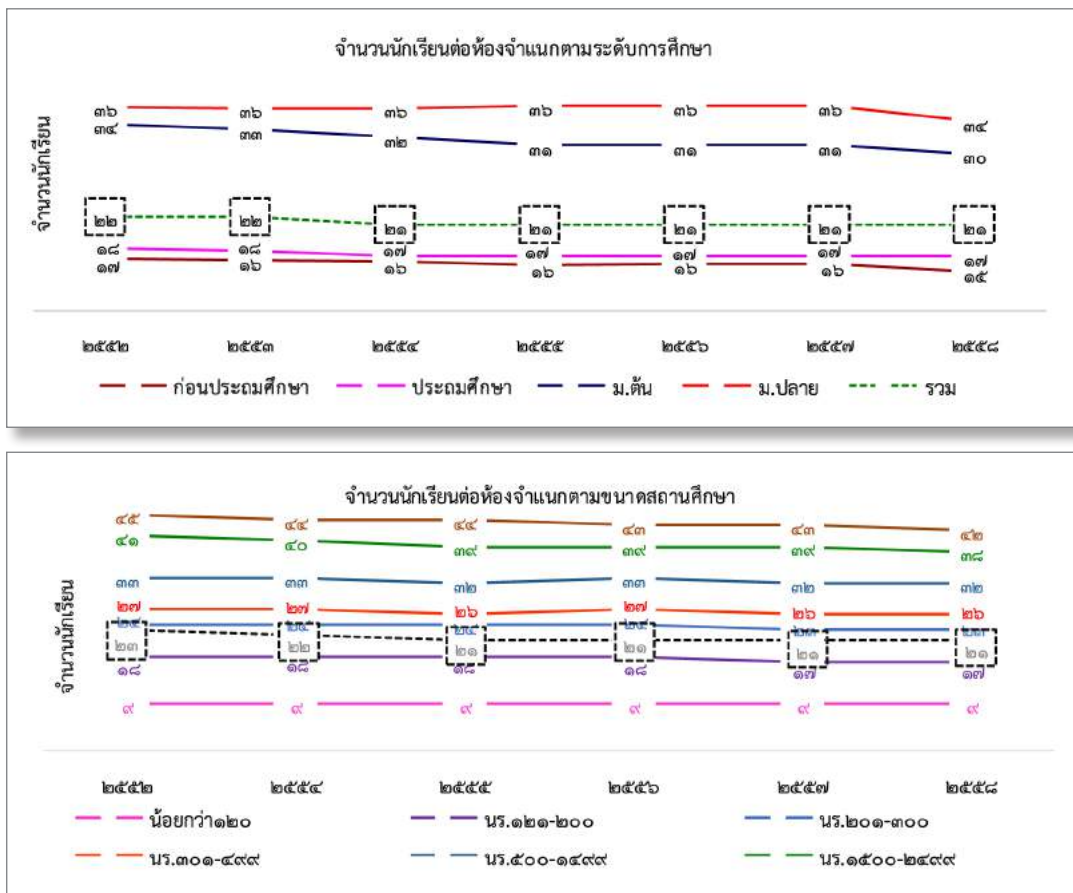 จำนวนนักเรียนต่อห้องจำแนกตามระดับการศึกษา
จำนวนนักเรียน
๓๖ ๓๖ ๓๖ ๓๖ ๓๖ ๓๖ ๓๔
๓๔ ๓๓ ๓๒ ๓๑ ๓๑ ๓๑ ๓๐
๒๒ ๒๒ ๒๑ ๒๑ ๒๑ ๒๑ ๒๑
๑๘ ๑๘ ๑๗ ๑๗ ๑๗ ๑๗ ๑๗
๑๗ ๑๖ ๑๖ ๑๖ ๑๖ ๑๖ ๑๕
๒๕๕๒ ๒๕๕๓ ๒๕๕๔ ๒๕๕๕ ๒๕๕๖ ๒๕๕๗ ๒๕๕๘
ก่อนประถมศึกษา ประถมศึกษา ม.ต้น ม.ปลาย รวม
จำนวนนักเรียนต่อห้องจำแนกตามขนาดสถานศึกษา
จำนวนนักเรียน
๔๕ ๔๔ ๔๔ ๔๓ ๔๓ ๔๒
๔๑ ๔๐ ๓๙ ๓๙ ๓๙ ๓๘
๓๓ ๓๓ ๓๒ ๓๓ ๓๒ ๓๒
๒๗ ๒๗ ๒๖ ๒๗ ๒๖ ๒๖
๒๔ ๒๔ ๒๔ ๒๔ ๒๓ ๒๓
๒๓ ๒๒ ๒๑ ๒๑ ๒๑ ๒๑
๑๘ ๑๘ ๑๘ ๑๘ ๑๗ ๑๗
๙ ๙ ๙ ๙ ๙ ๙
๒๕๕๒ ๒๕๕๔ ๒๕๕๕ ๒๕๕๖ ๒๕๕๗ ๒๕๕๘
น้อยกว่า๑๒๐ นร.๑๒๑-๒๐๐ นร.๒๐๑-๓๐๐
นร.๓๐๑-๔๙๙ นร.๕๐๐-๑๔๙๙ นร.๑๕๐๐-๒๔๙๙